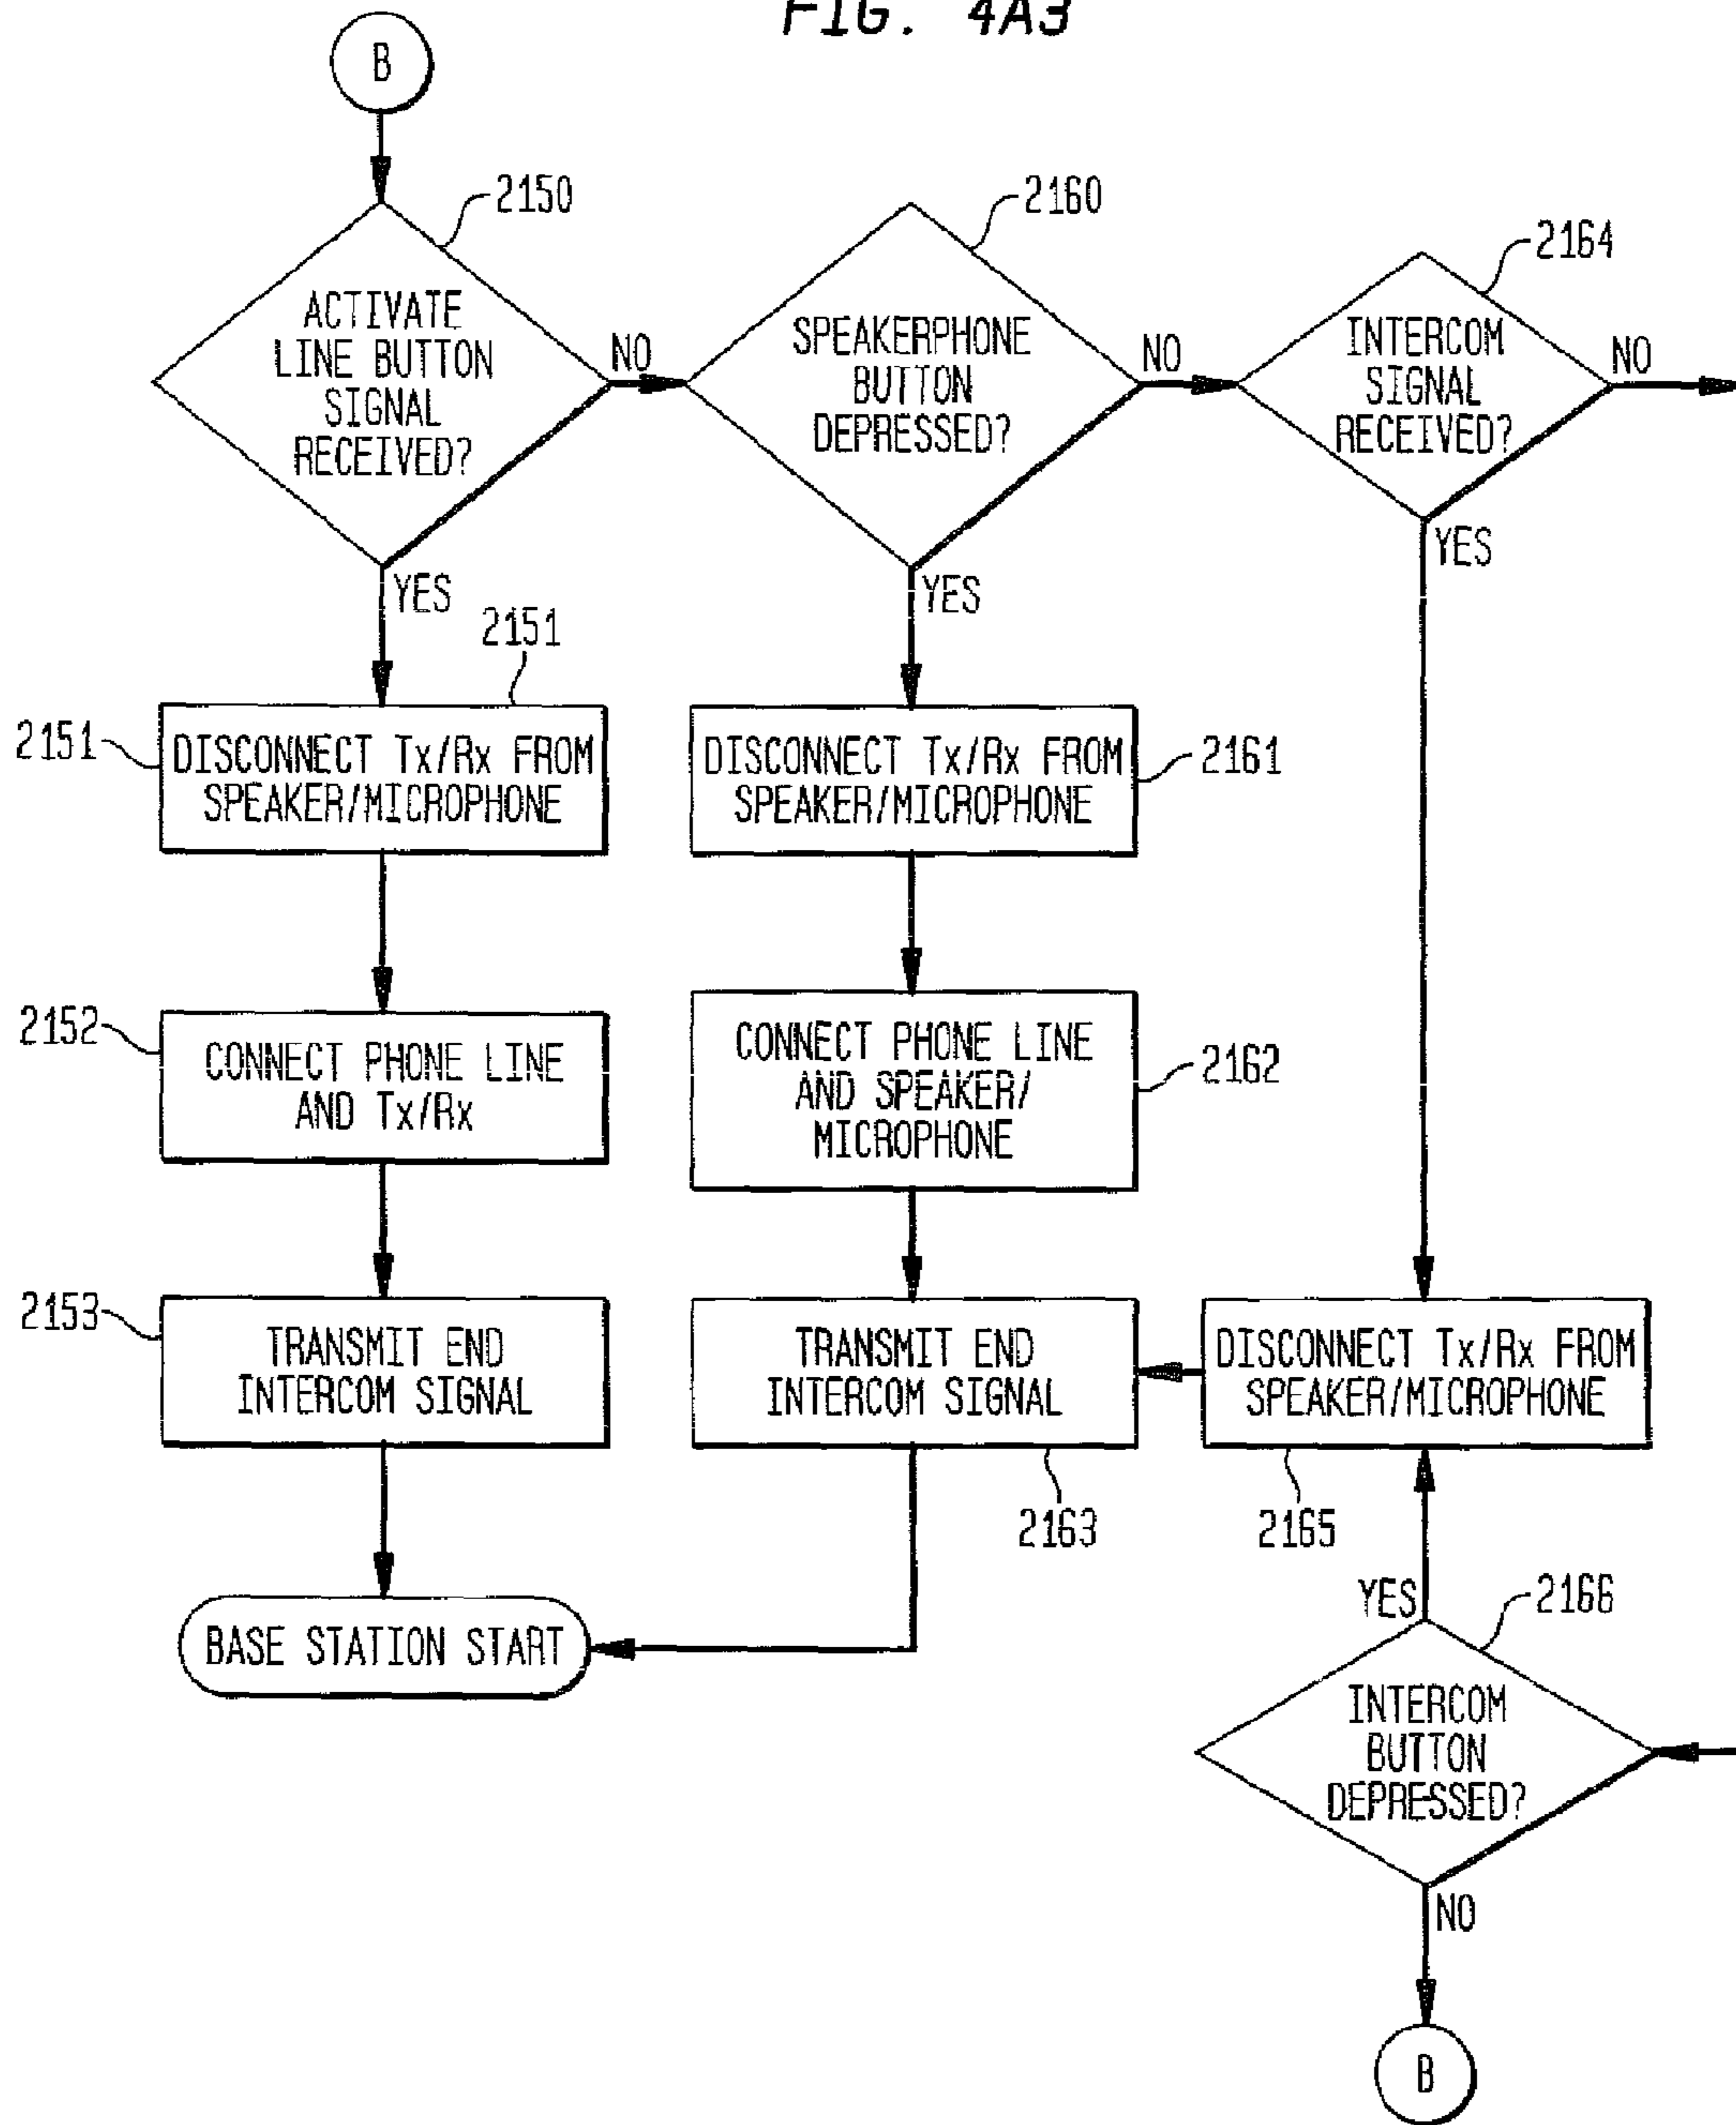 FIG. 4A3
B
2150
2160
2164
ACTIVATE
LINE BUTTON
SIGNAL
RECEIVED?
NO
SPEAKERPHONE
BUTTON
DEPRESSED?
NO
INTERCOM
SIGNAL
RECEIVED?
NO
YES
YES
YES
2151
2151
DISCONNECT Tx/Rx FROM
SPEAKER/MICROPHONE
DISCONNECT Tx/Rx FROM
SPEAKER/MICROPHONE
2161
2152
CONNECT PHONE LINE
AND Tx/Rx
CONNECT PHONE LINE
AND SPEAKER/
MICROPHONE
2162
2153
TRANSMIT END
INTERCOM SIGNAL
TRANSMIT END
INTERCOM SIGNAL
DISCONNECT Tx/Rx FROM
SPEAKER/MICROPHONE
2163
2165
BASE STATION START
YES
2166
INTERCOM
BUTTON
DEPRESSED?
NO
B